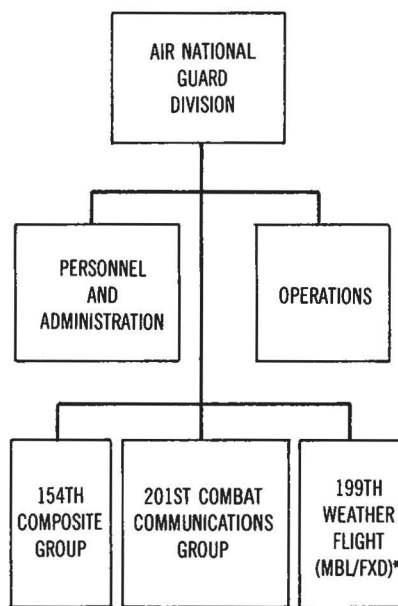 AIR NATIONAL
GUARD
DIVISION
PERSONNEL
AND
ADMINISTRATION
OPERATIONS
154TH
COMPOSITE
GROUP
201ST COMBAT
COMMUNICATIONS
GROUP
199TH
WEATHER
FLIGHT
(MBL/FXD)*